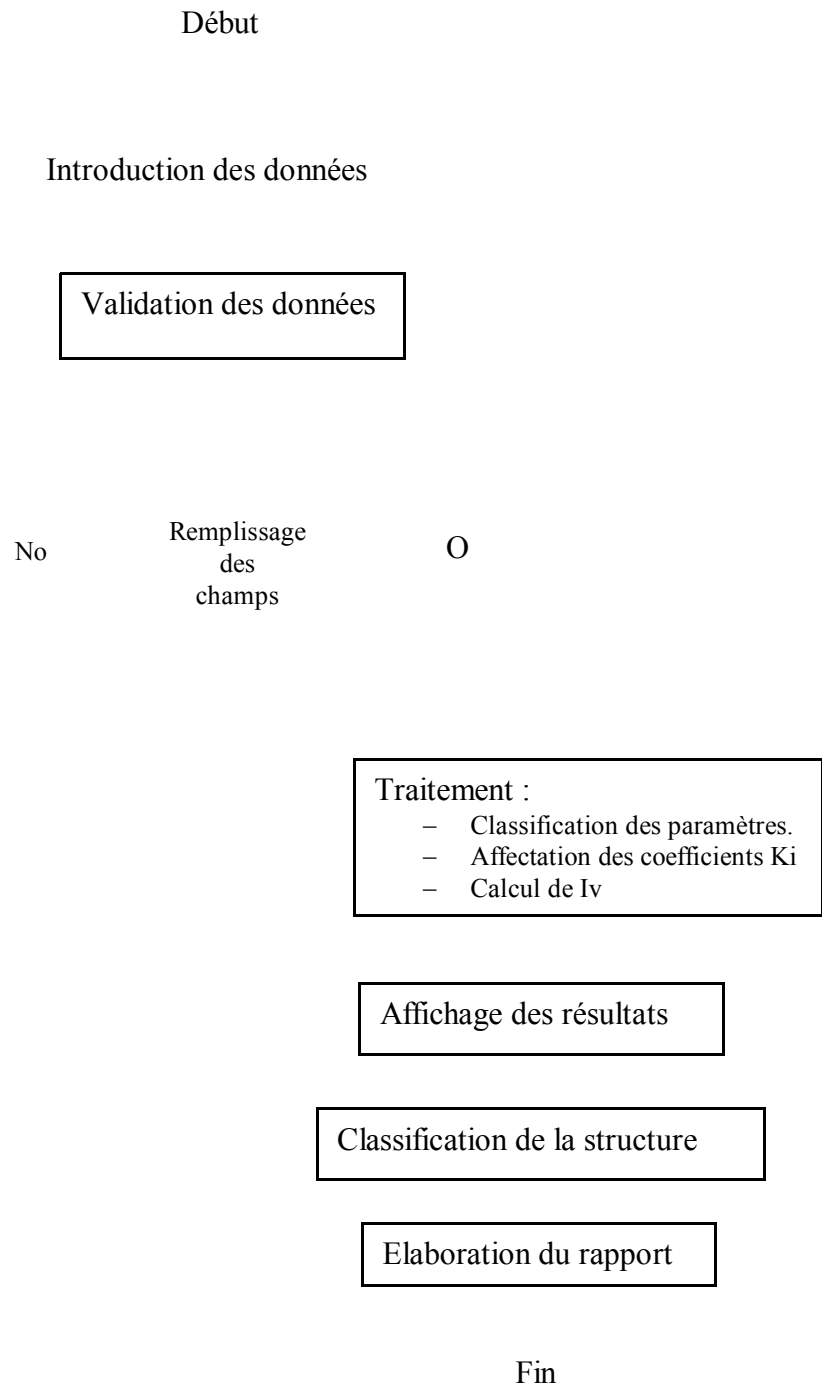 Début
Introduction des données
Validation des données
Remplissage
No
des
O
champs
Traitement :
– Classification des paramètres.
– Affectation des coefficients Ki
– Calcul de Iv
Affichage des résultats
Classification de la structure
Elaboration du rapport
Fin